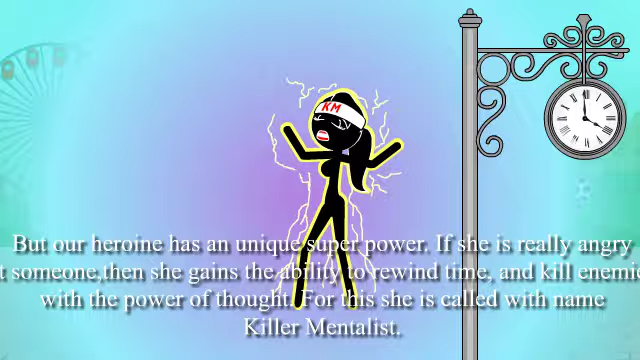 KM
But our heroine has an unique super power. If she is really angry
t someone,then she gains the ability to rewind time, and kill enemie
with the power of thought. For this she is called with name
Killer Mentalist.